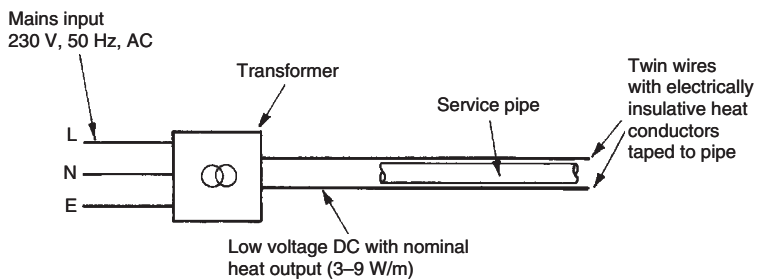 Mains input
230 V, 50 Hz, AC
Transformer
Service pipe
Twin wires
with electrically
insulative heat
conductors
taped to pipe
L
N
E
Low voltage DC with nominal
heat output (3–9 W/m)